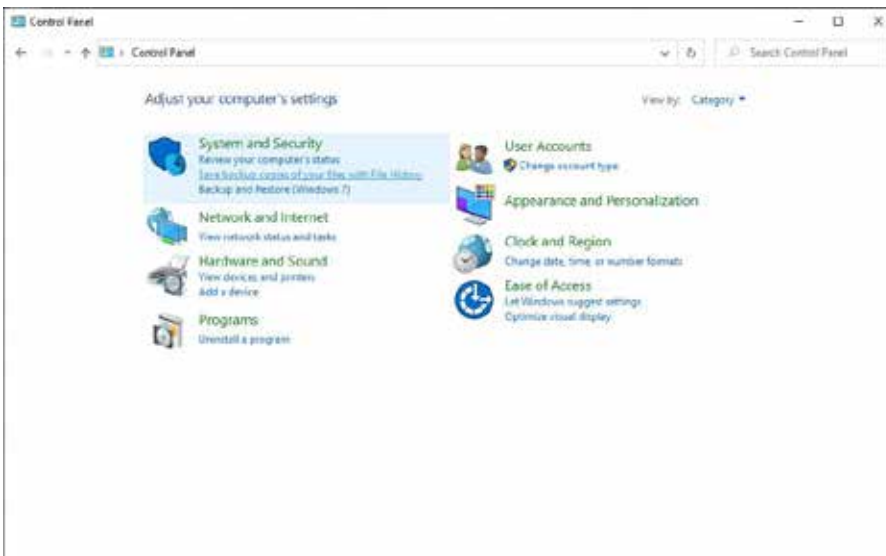 Control Panel
Control Panel
Search Control Panel
Adjust your computer's settings
View by: Category
System and Security
Review your computer's status
Save backup copies of your files with File History
Backup and Restore (Windows 7)
Network and Internet
View network status and tasks
Hardware and Sound
View devices and printers
Add a device
Programs
Uninstall a program
User Accounts
Change account type
Appearance and Personalization
Clock and Region
Change date, time, or number formats
Ease of Access
Let Windows suggest settings
Optimize visual display